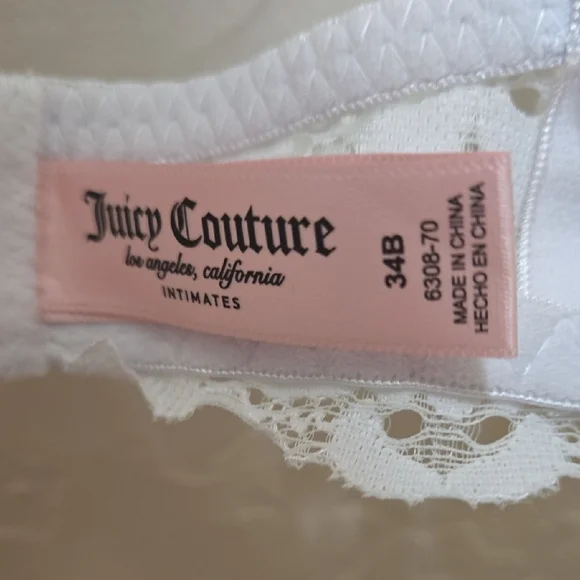 Juicy Couture
los angeles, california
INTIMATES
34B
6308-70
MADE IN CHINA
HECHO EN CHINA